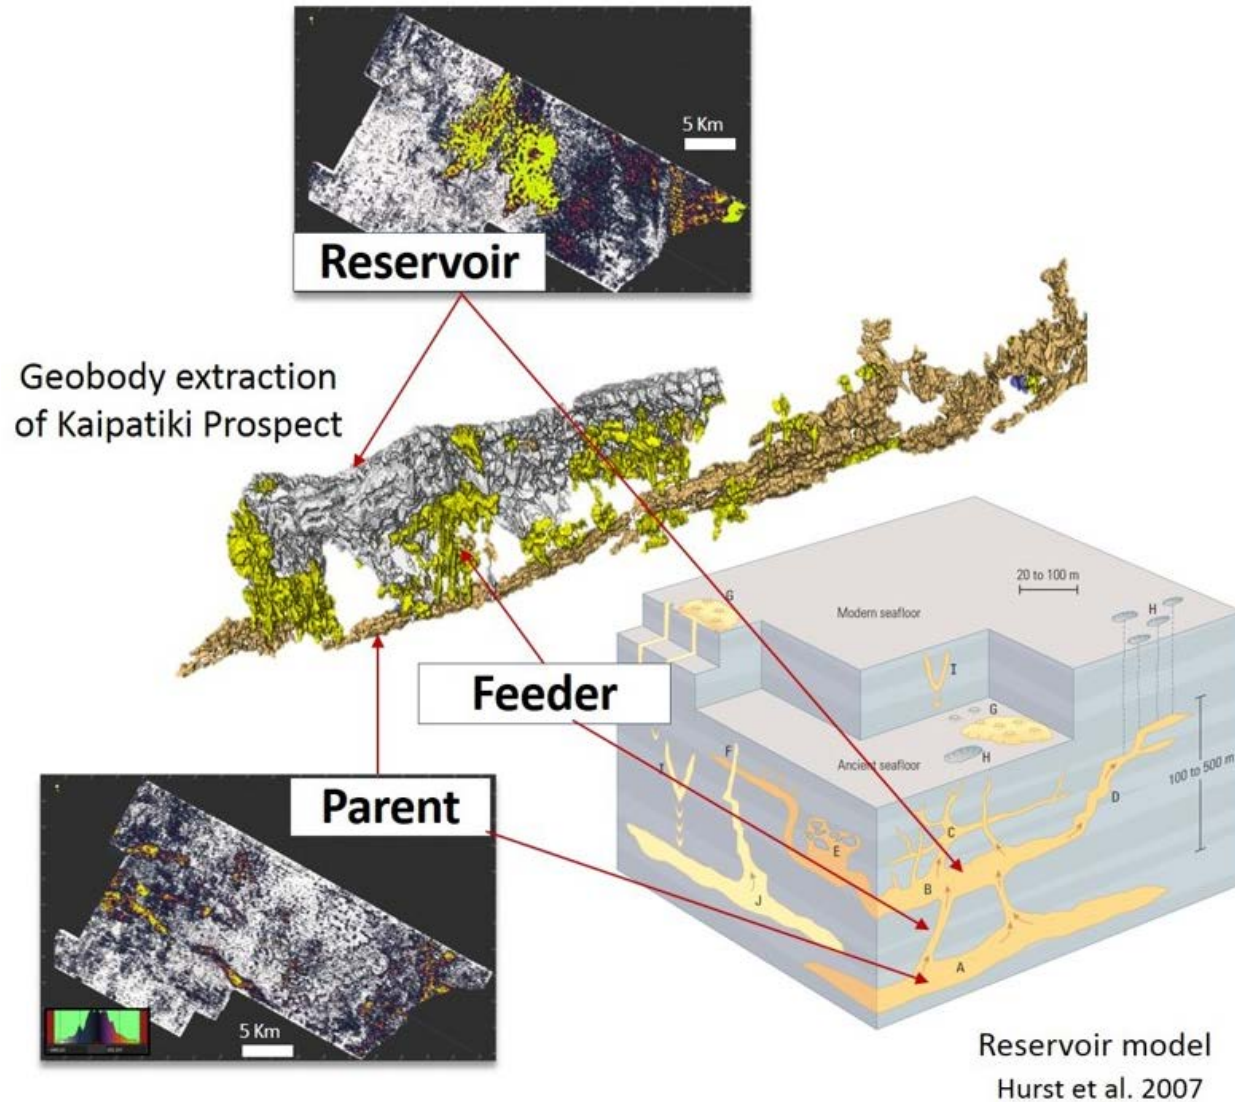 5 Km
Reservoir
Geobody extraction
of Kaipatiki Prospect
20 to 100 m
G
Modern seafloor
H
I
Feeder
G
F
I
Ancient seafloor
H
100 to 500 m
D
Parent
C
E
B
J
A
5 Km
Reservoir model
Hurst et al. 2007